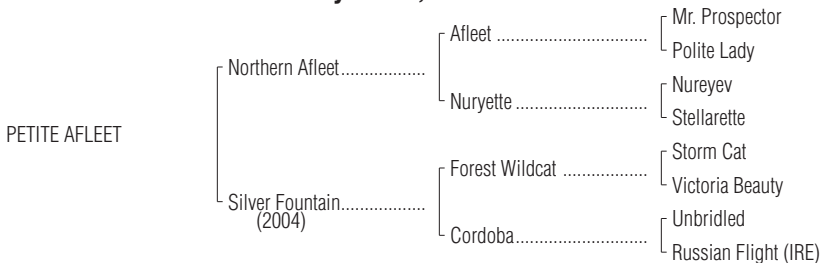 Afleet ................................
Mr. Prospector
Polite Lady
Northern Afleet..................
Nuryette ............................
Nureyev
Stellarette
PETITE AFLEET
Forest Wildcat ..................
Storm Cat
Victoria Beauty
Silver Fountain..................
(2004)
Cordoba............................
Unbridled
Russian Flight (IRE)